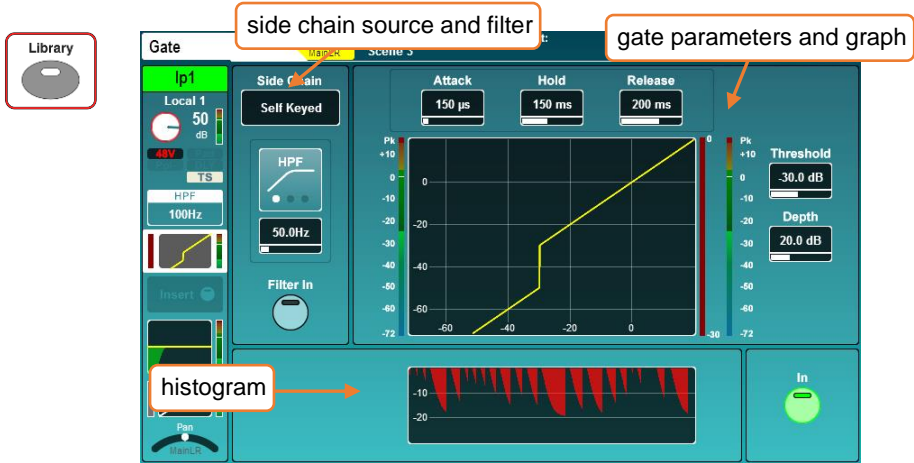 side chain source and filter
gate parameters and graph
Library
Gate
MainLR
Scene 3
Ip1
Local 1
50
dB
48V
TS
HPF
100Hz
Insert
Pan
MainLR
Side Chain
Self Keyed
HPF
50.0Hz
Filter In
Attack
Hold
Release
150 µs
150 ms
200 ms
Pk
+10
0
-10
-20
-30
-40
-50
-60
-72
0
-20
-40
-60
-60
-40
-20
0
0
-30
Pk
+10
0
-10
-20
-30
-40
-50
-60
-72
Threshold
-30.0 dB
Depth
20.0 dB
histogram
-10
-20
In